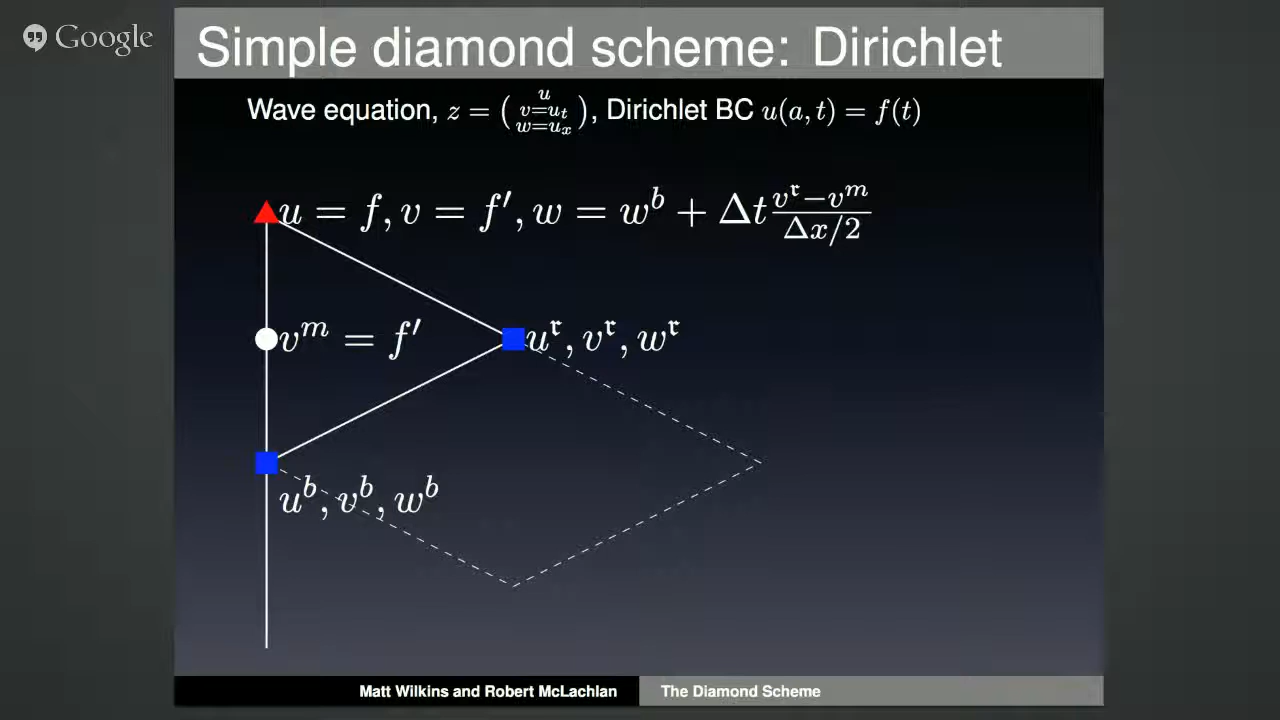 Google
Simple diamond scheme: Dirichlet
Wave equation, z = ( u v=u_t w=u_x ), Dirichlet BC u(a, t) = f(t)
u = f, v = f′, w = w^b + Δt (v^𝔯−v^m)/(Δx/2)
v^m = f′
u^𝔯, v^𝔯, w^𝔯
u^b, v^b, w^b
Matt Wilkins and Robert McLachlan
The Diamond Scheme